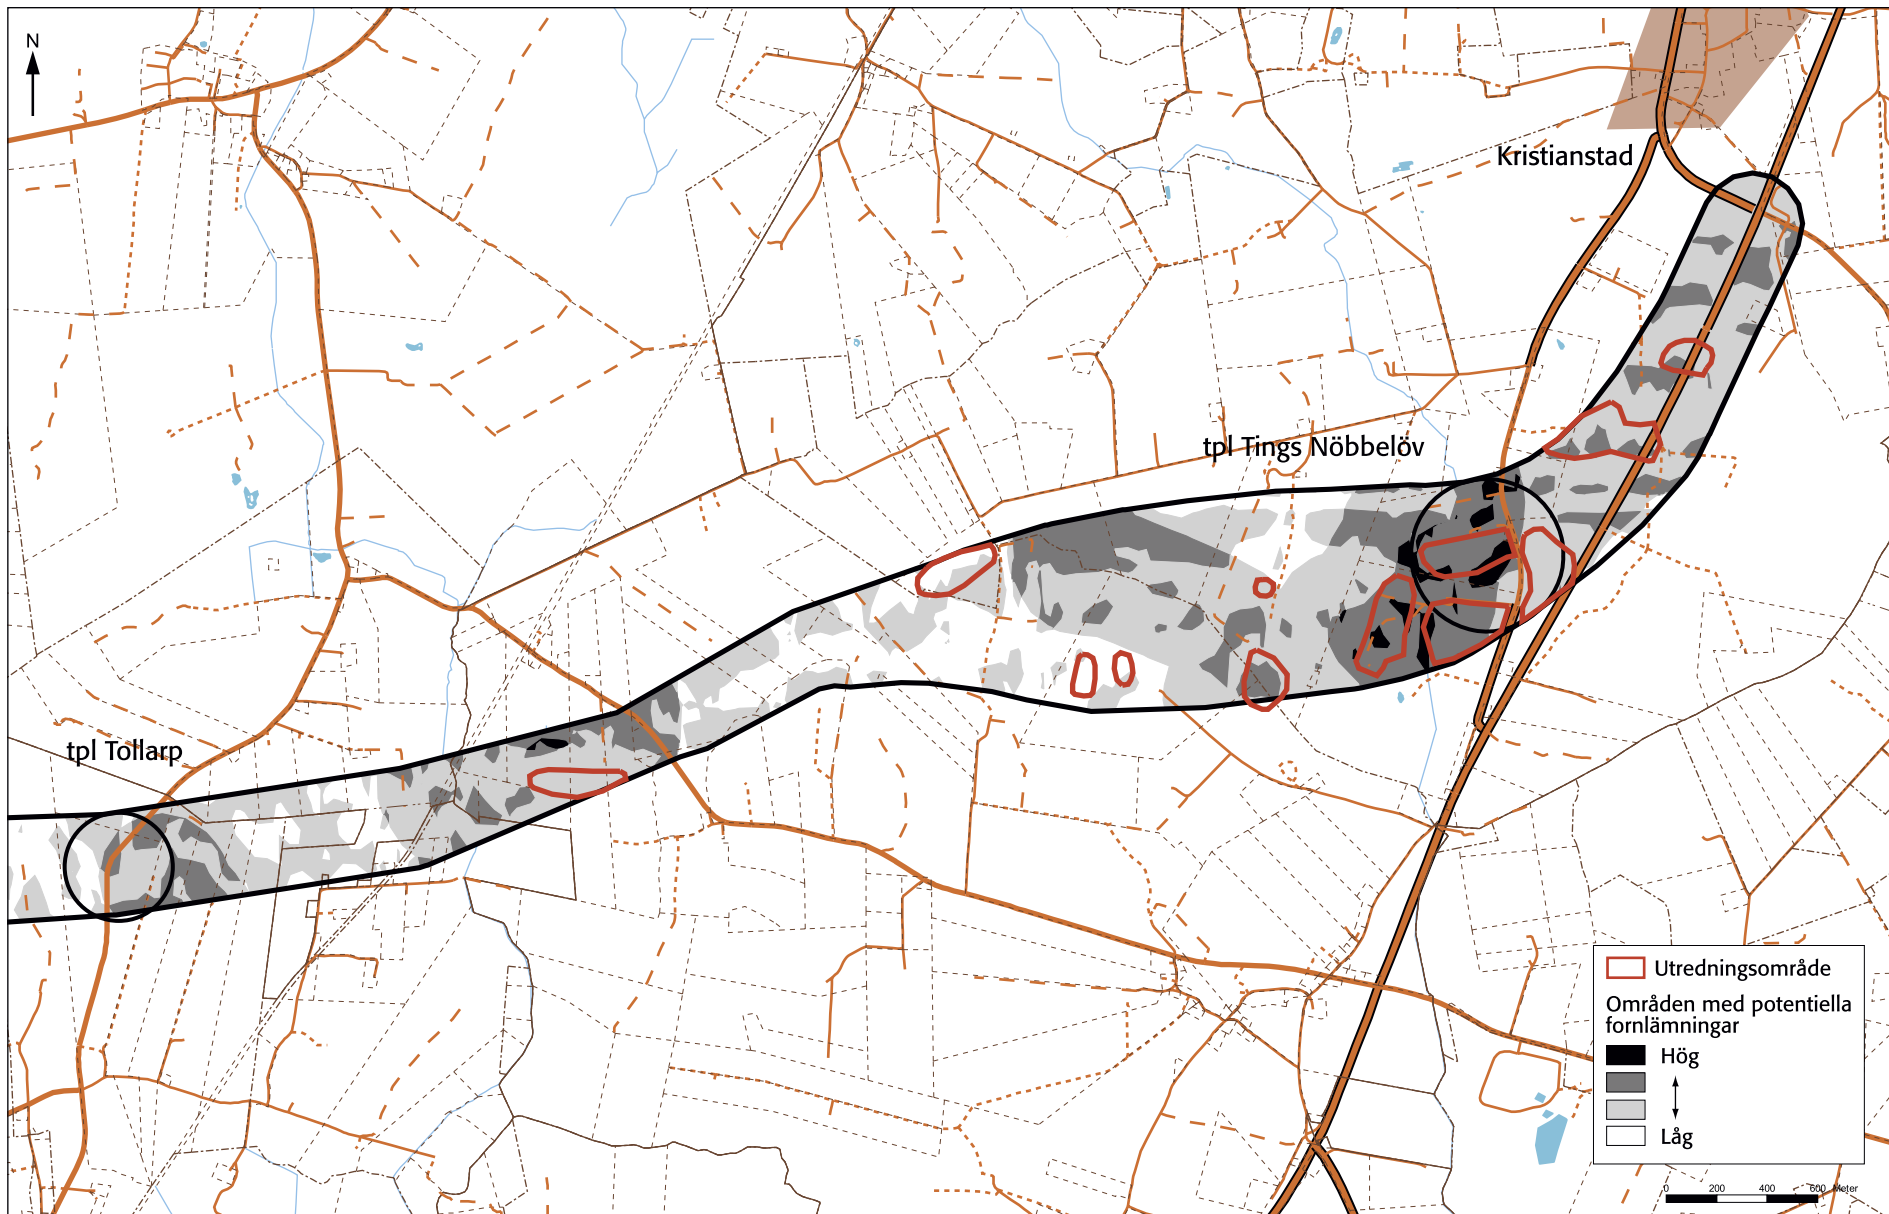 N
Kristianstad
tpl Tings Nöbbelöv
tpl Tollarp
Utredningsområde
Områden med potentiella
fornlämningar
Hög
Låg
0 200 400 600 Meter